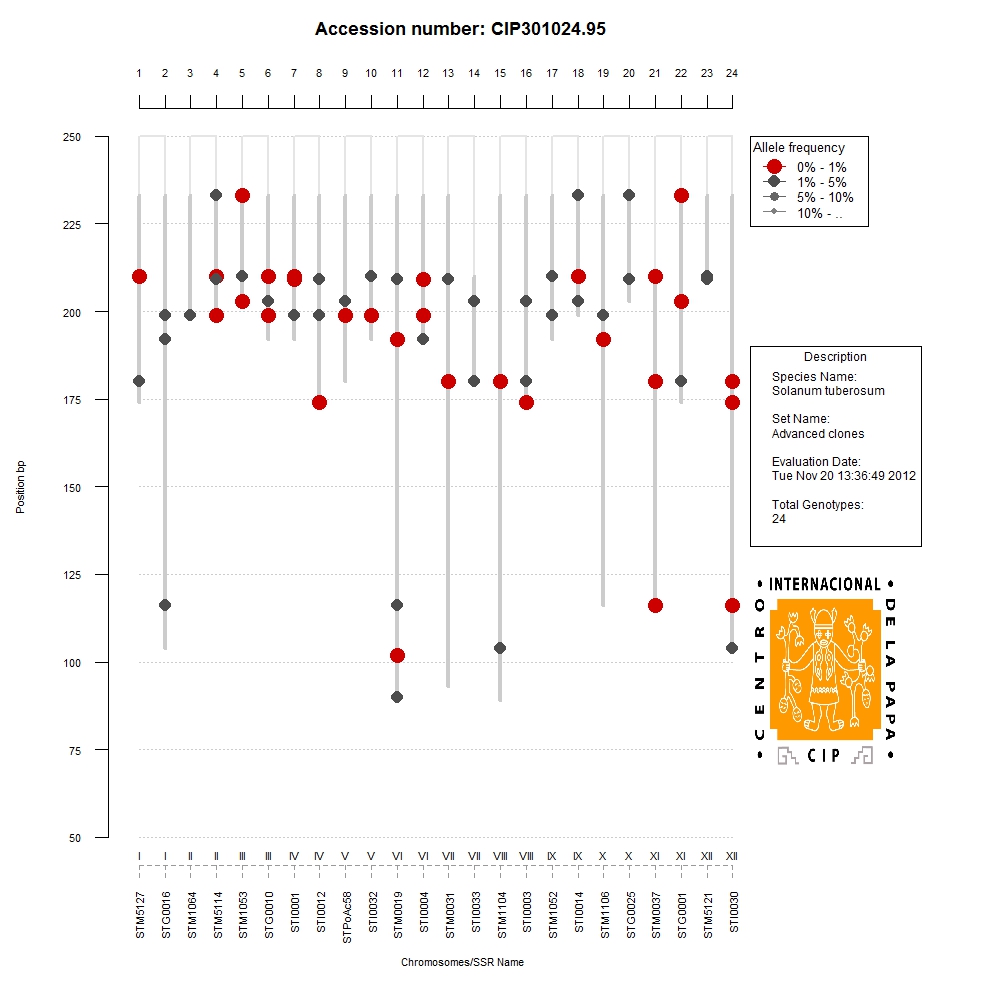 Accession number: CIP301024.95
1 2 3 4 5 6 7 8 9 10 11 12 13 14 15 16 17 18 19 20 21 22 23 24
250
225
200
175
150
125
100
75
50
Position bp
Allele frequency
0% - 1%
1% - 5%
5% - 10%
10% - ..
Description
Species Name:
Solanum tuberosum
Set Name:
Advanced clones
Evaluation Date:
Tue Nov 20 13:36:49 2012
Total Genotypes:
24
• INTERNACIONAL •
CENTRO
DE LA PAPA
• CIP •
I I II II III III IV IV V V VI VI VII VII VIII VIII IX IX X X XI XI XII XII
STM5127 STG0016 STM1064 STM5114 STM1053 STG0010 STI0001 STI0012 STPoAc58 STI0032 STM0019 STI0004 STM0031 STI0033 STM1104 STI0003 STM1052 STI0014 STM1106 STG0025 STM0037 STG0001 STM5121 STI0030
Chromosomes/SSR Name